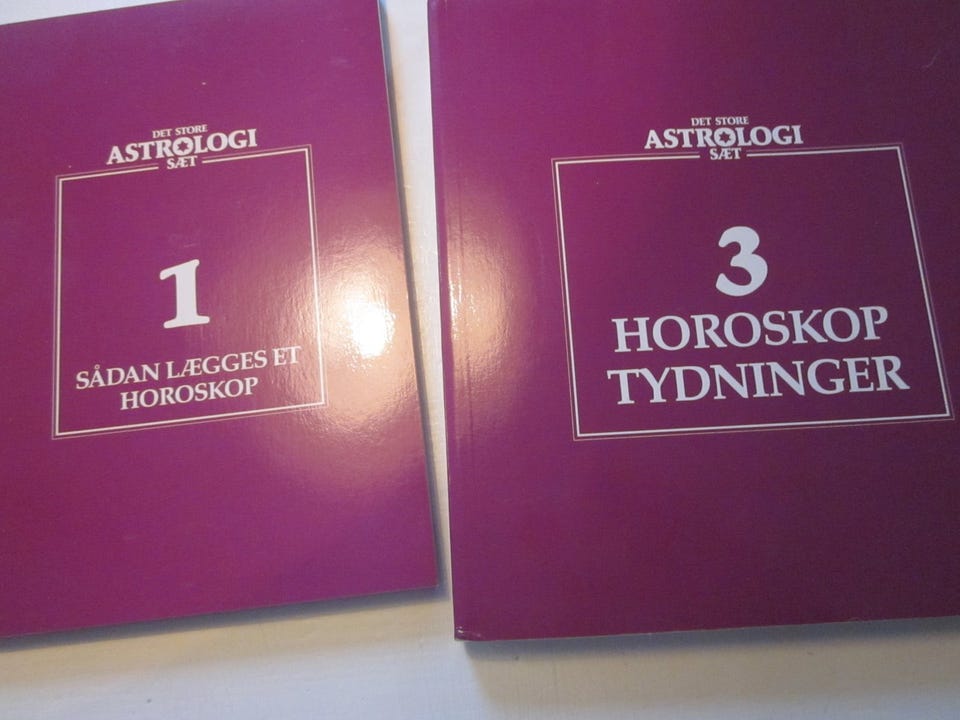 DET STORE
ASTROLOGI
SÆT
1
SÅDAN LÆGGES ET
HOROSKOP
DET STORE
ASTROLOGI
SÆT
3
HOROSKOP
TYDNINGER